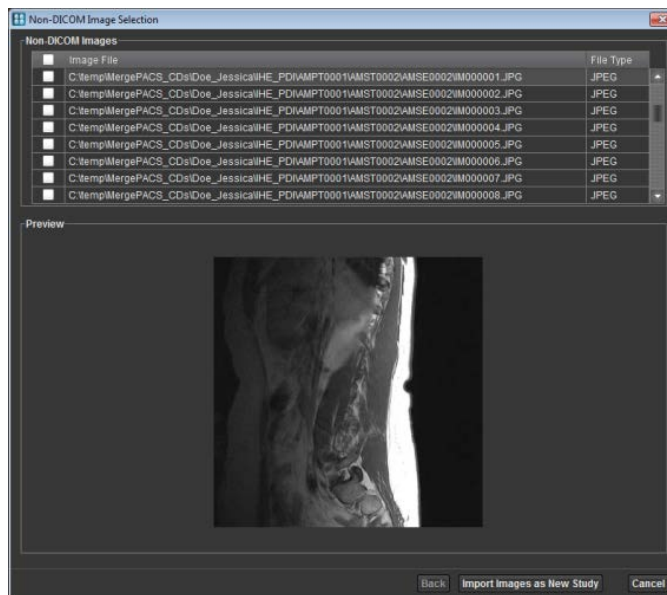 Non-DICOM Image Selection
Non-DICOM Images
Image File File Type
C:\temp\MergePACS_CDs\Doe_Jessica\IHE_PDI\AMPT0001\AMST0002\AMSE0002\IM000001.JPG JPEG
C:\temp\MergePACS_CDs\Doe_Jessica\IHE_PDI\AMPT0001\AMST0002\AMSE0002\IM000002.JPG JPEG
C:\temp\MergePACS_CDs\Doe_Jessica\IHE_PDI\AMPT0001\AMST0002\AMSE0002\IM000003.JPG JPEG
C:\temp\MergePACS_CDs\Doe_Jessica\IHE_PDI\AMPT0001\AMST0002\AMSE0002\IM000004.JPG JPEG
C:\temp\MergePACS_CDs\Doe_Jessica\IHE_PDI\AMPT0001\AMST0002\AMSE0002\IM000005.JPG JPEG
C:\temp\MergePACS_CDs\Doe_Jessica\IHE_PDI\AMPT0001\AMST0002\AMSE0002\IM000006.JPG JPEG
C:\temp\MergePACS_CDs\Doe_Jessica\IHE_PDI\AMPT0001\AMST0002\AMSE0002\IM000007.JPG JPEG
C:\temp\MergePACS_CDs\Doe_Jessica\IHE_PDI\AMPT0001\AMST0002\AMSE0002\IM000008.JPG JPEG
Preview
Back Import Images as New Study Cancel